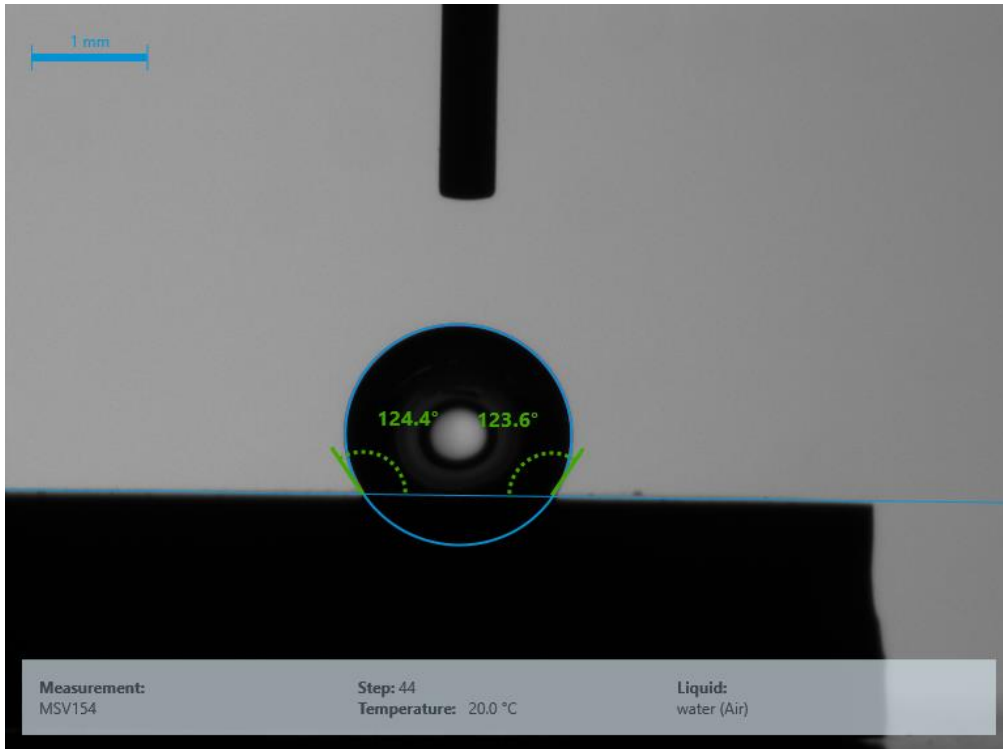 1 mm
124.4° 123.6°
Measurement: Step: 44 Liquid:
MSV154 Temperature: 20.0 °C water (Air)